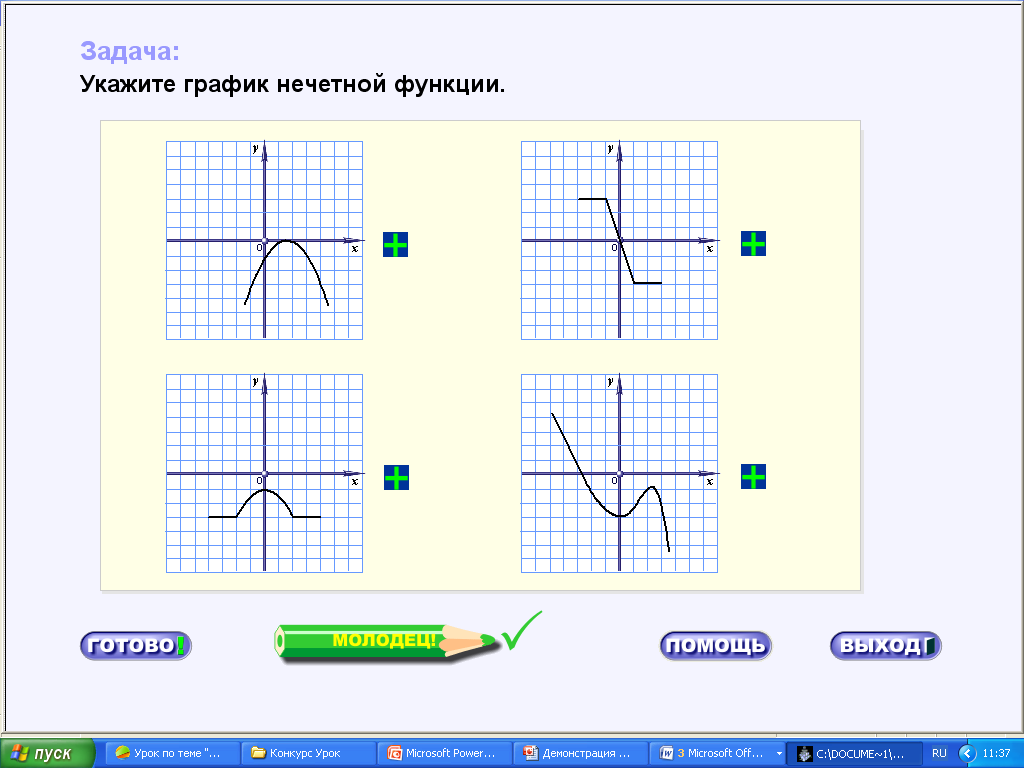 Задача:
Укажите график нечетной функции.
y
0
x
y
0
x
y
0
x
y
0
x
ГОТОВО!
МОЛОДЕЦ!
ПОМОЩЬ
ВЫХОД
пуск
Урок по теме "...
Конкурс Урок
Microsoft Power...
Демонстрация ...
3 Microsoft Off...
C:\DOCUME~1\...
RU
11:37